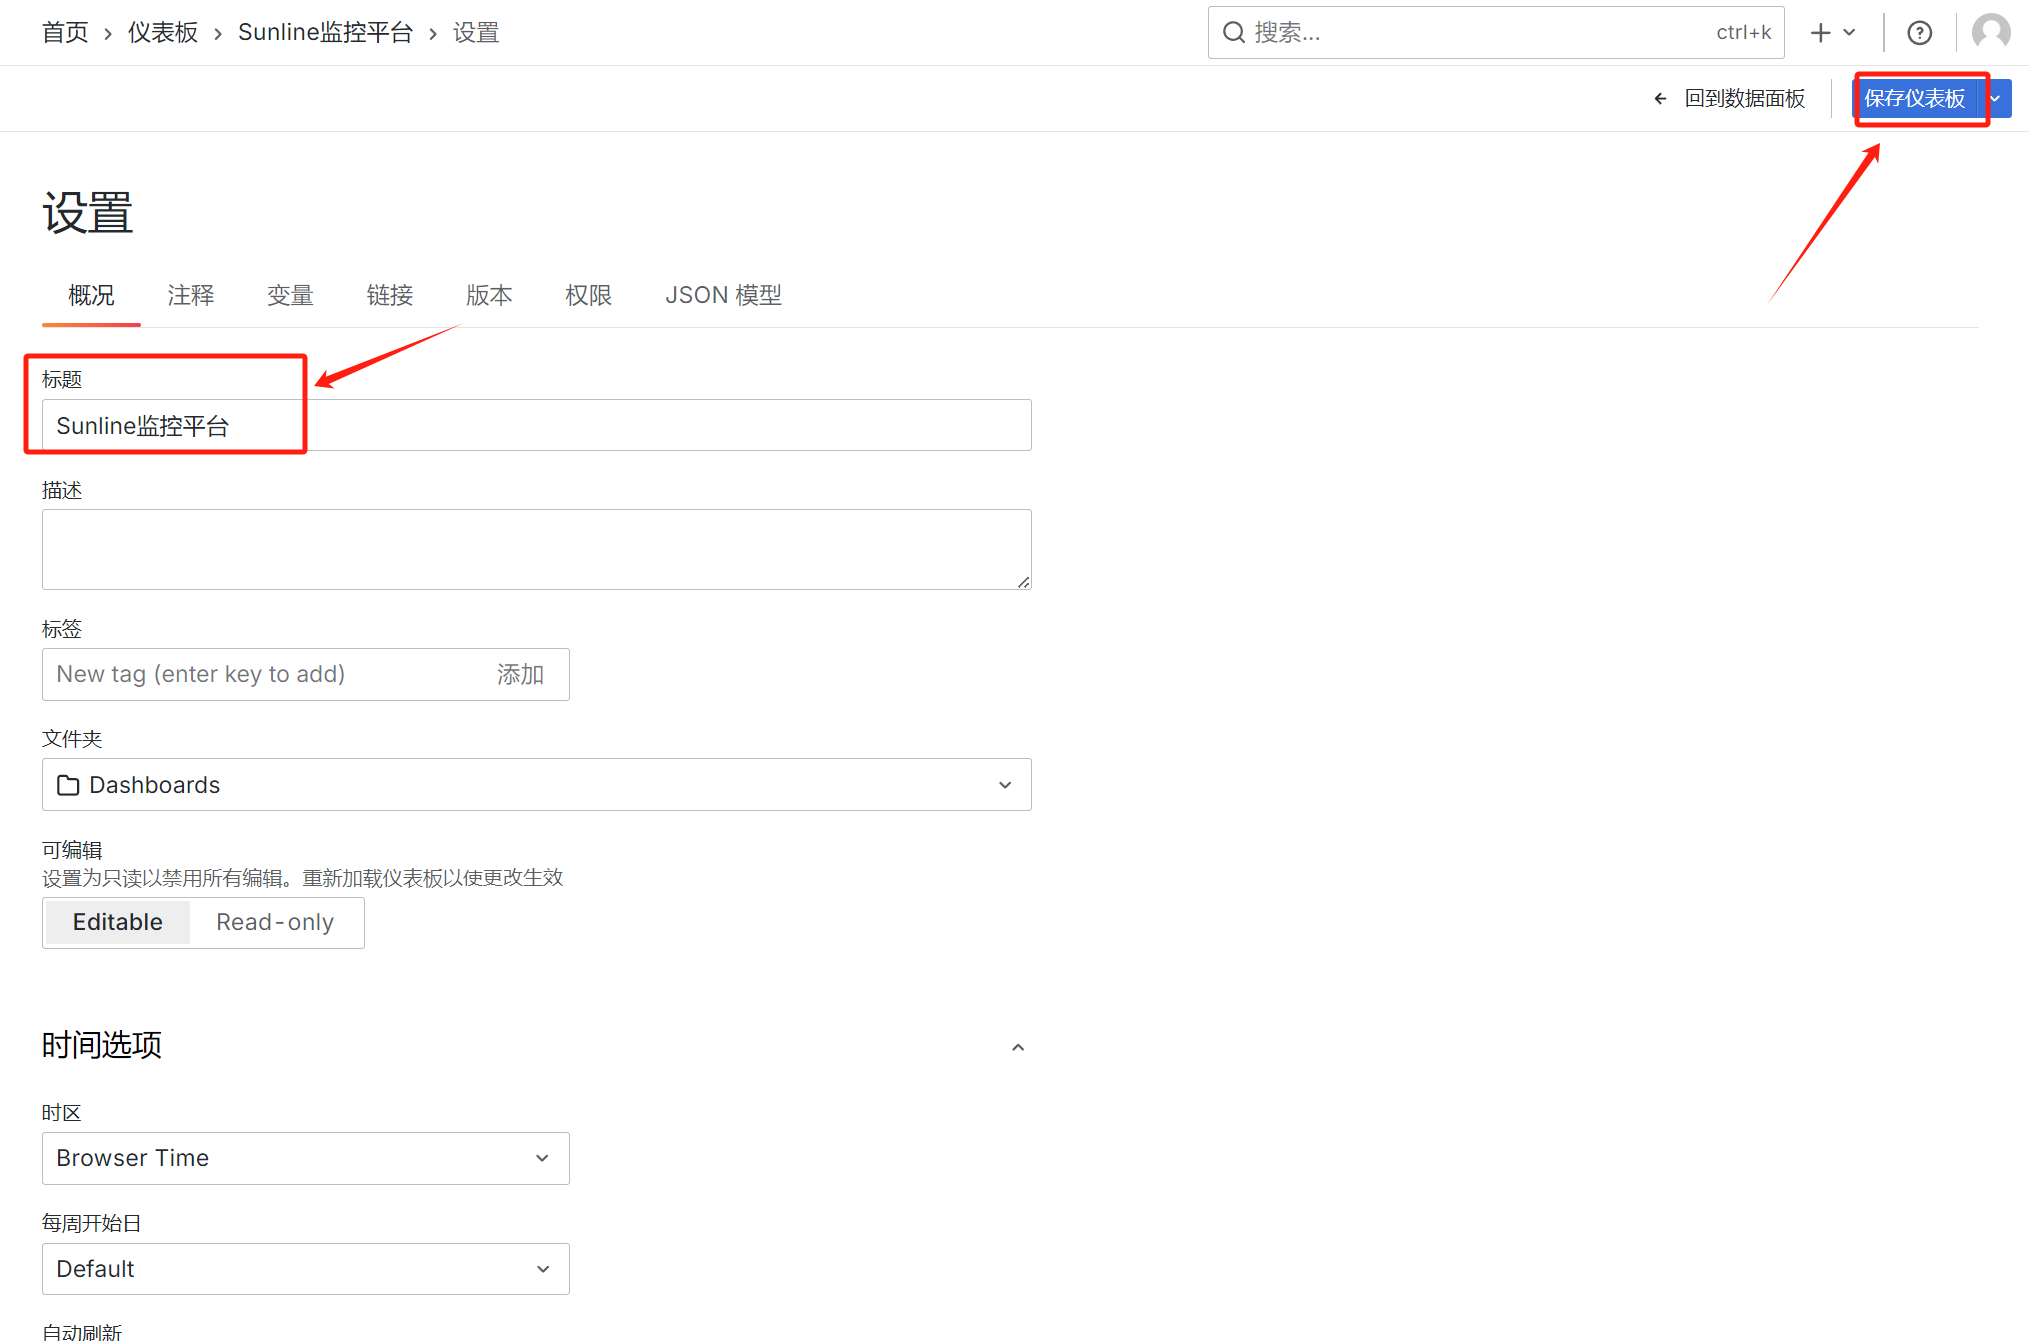 首页 › 仪表板 › Sunline监控平台 › 设置
搜索... ctrl+k
回到数据面板
保存仪表板
设置
概况 注释 变量 链接 版本 权限 JSON 模型
标题
Sunline监控平台
描述
标签
New tag (enter key to add) 添加
文件夹
Dashboards
可编辑
设置为只读以禁用所有编辑。重新加载仪表板以使更改生效
Editable Read-only
时间选项
时区
Browser Time
每周开始日
Default
自动刷新